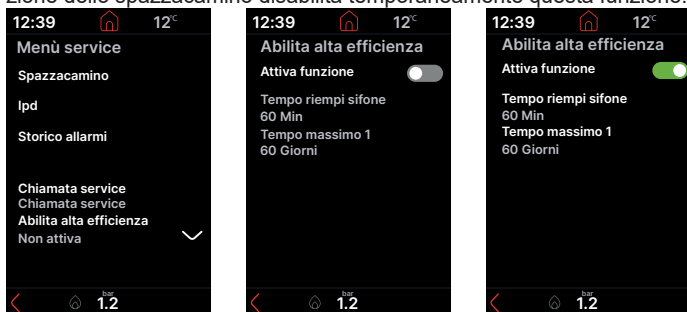 zione dello spazzacamino disabilita temporaneamente questa funzione.
12:39 12°C
Menù service
Spazzacamino
Ipd
Storico allarmi
Chiamata service
Chiamata service
Abilita alta efficienza
Non attiva
bar
1.2
12:39 12°C
Abilita alta efficienza
Attiva funzione
Tempo riempi sifone
60 Min
Tempo massimo 1
60 Giorni
bar
1.2
12:39 12°C
Abilita alta efficienza
Attiva funzione
Tempo riempi sifone
60 Min
Tempo massimo 1
60 Giorni
bar
1.2